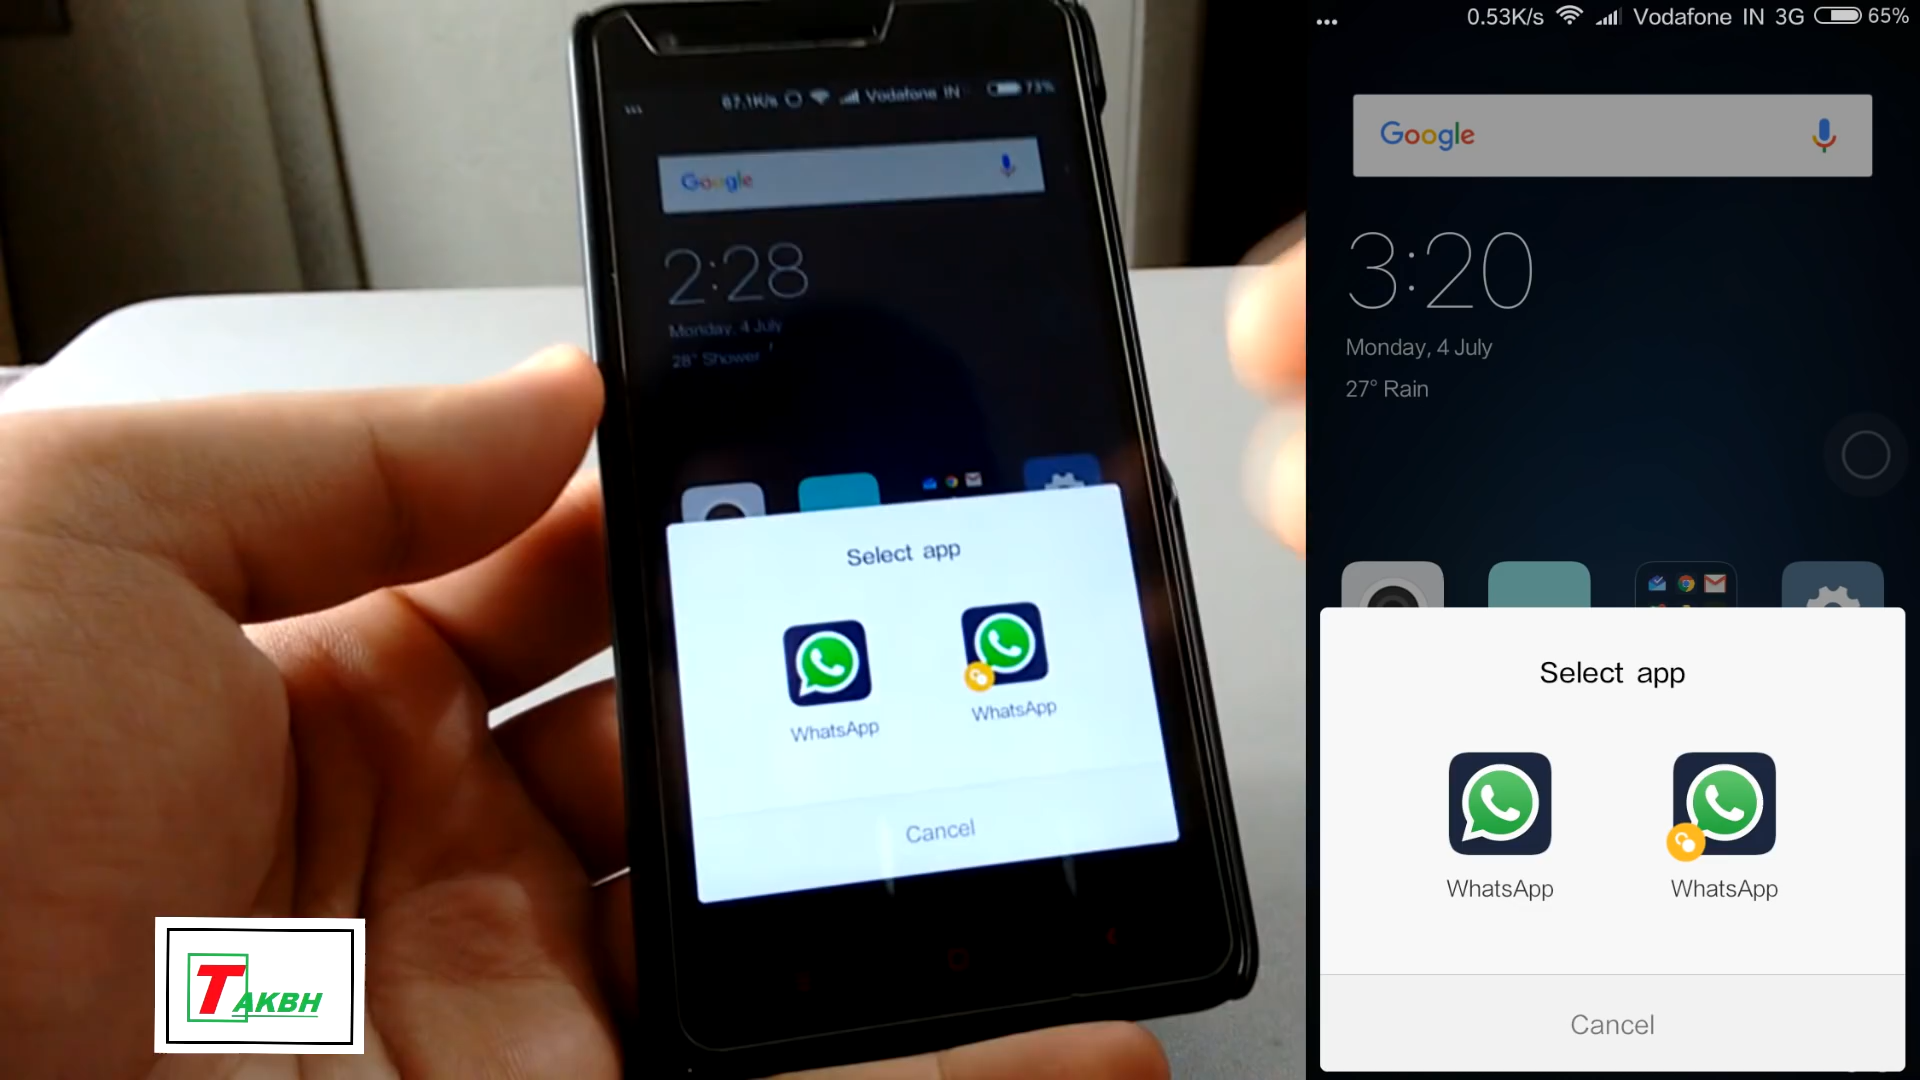 67.1K/s Vodafone IN 73%
Google
2:28
Monday, 4 July
28° Shower
Select app
WhatsApp WhatsApp
Cancel
TAKBH
... 0.53K/s Vodafone IN 3G 65%
Google
3:20
Monday, 4 July
27° Rain
Select app
WhatsApp WhatsApp
Cancel